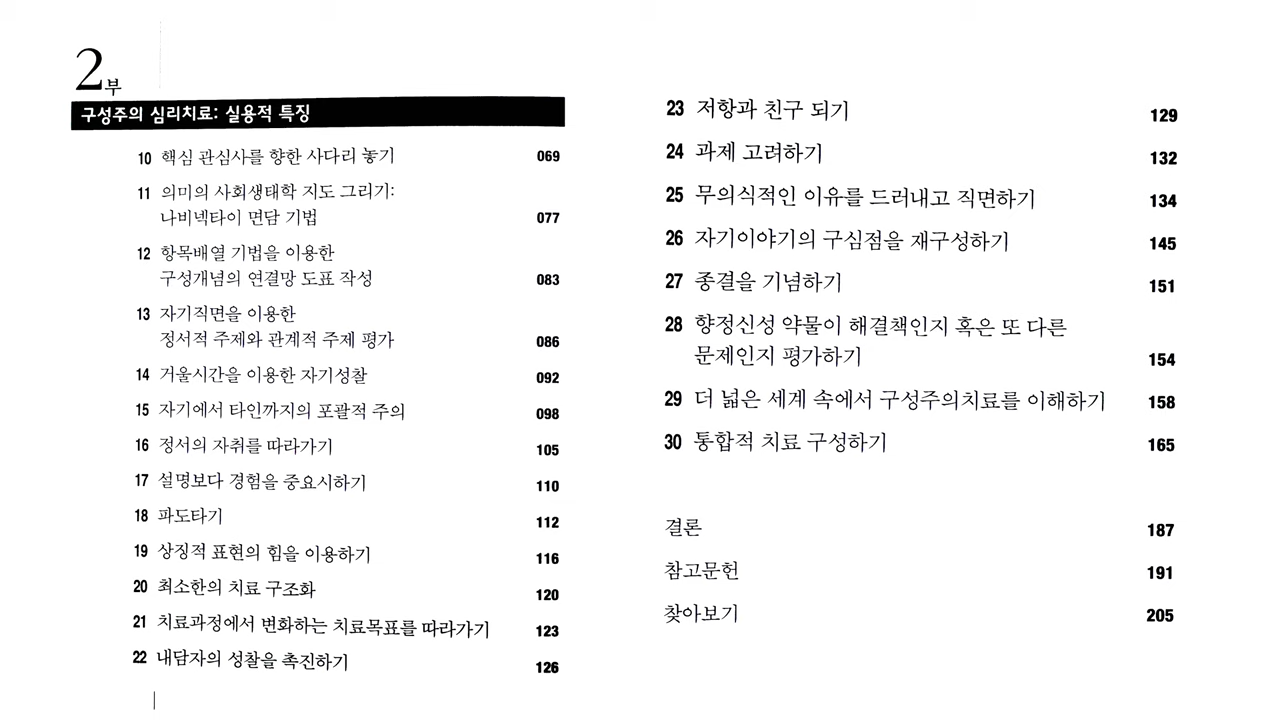 2부
구성주의 심리치료: 실용적 특징
10 핵심 관심사를 향한 사다리 놓기 069
11 의미의 사회생태학 지도 그리기:
나비넥타이 면담 기법 077
12 항목배열 기법을 이용한
구성개념의 연결망 도표 작성 083
13 자기직면을 이용한
정서적 주제와 관계적 주제 평가 086
14 거울시간을 이용한 자기성찰 092
15 자기에서 타인까지의 포괄적 주의 098
16 정서의 자취를 따라가기 105
17 설명보다 경험을 중요시하기 110
18 파도타기 112
19 상징적 표현의 힘을 이용하기 116
20 최소한의 치료 구조화 120
21 치료과정에서 변화하는 치료목표를 따라가기 123
22 내담자의 성찰을 촉진하기 126
23 저항과 친구 되기 129
24 과제 고려하기 132
25 무의식적인 이유를 드러내고 직면하기 134
26 자기이야기의 구심점을 재구성하기 145
27 종결을 기념하기 151
28 향정신성 약물이 해결책인지 혹은 또 다른
문제인지 평가하기 154
29 더 넓은 세계 속에서 구성주의치료를 이해하기 158
30 통합적 치료 구성하기 165
결론 187
참고문헌 191
찾아보기 205